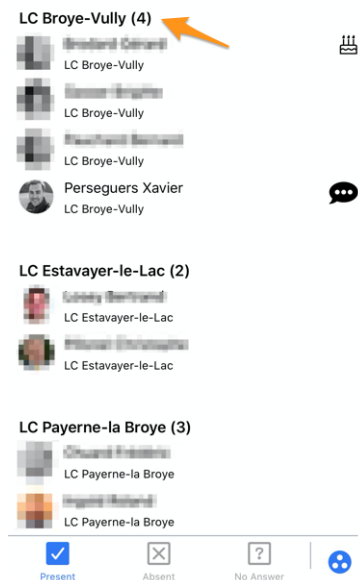 LC Broye-Vully (4)
LC Broye-Vully
LC Broye-Vully
LC Broye-Vully
Perseguers Xavier
LC Broye-Vully
LC Estavayer-le-Lac (2)
LC Estavayer-le-Lac
LC Estavayer-le-Lac
LC Payerne-la Broye (3)
LC Payerne-la Broye
LC Payerne-la Broye
Present Absent No Answer